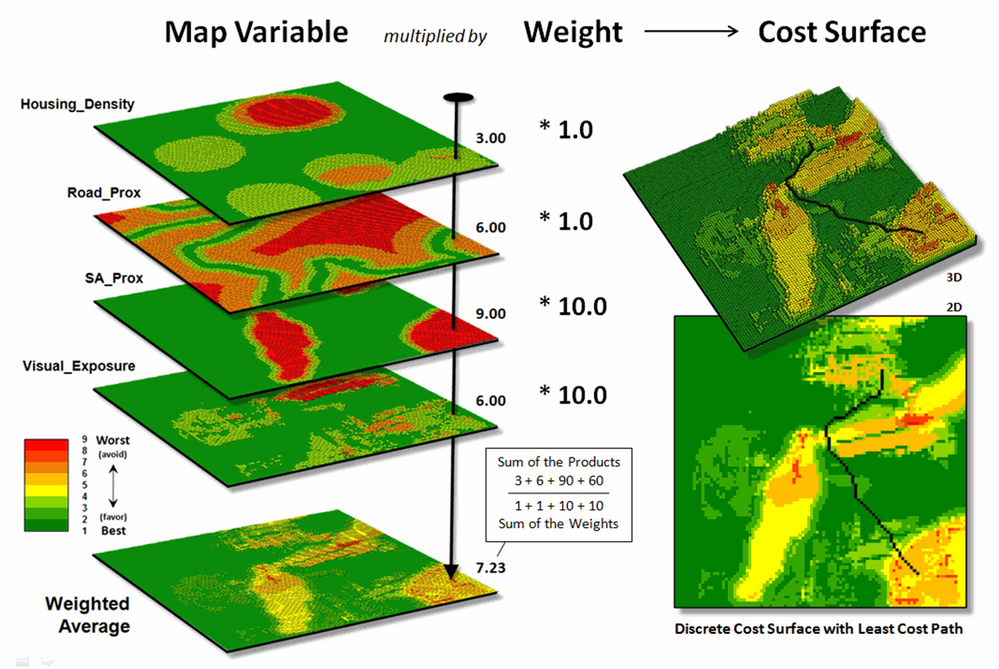 Map Variable multiplied by Weight Cost Surface
Housing_Density
3.00 * 1.0
Road_Prox
6.00 * 1.0
SA_Prox
9.00 * 10.0
Visual_Exposure
6.00 * 10.0
9 Worst
8 (avoid)
7
6
5
4
3
2 (favor)
1 Best
Sum of the Products
3 + 6 + 90 + 60
1 + 1 + 10 + 10
Sum of the Weights
7.23
Weighted
Average
3D
2D
Discrete Cost Surface with Least Cost Path